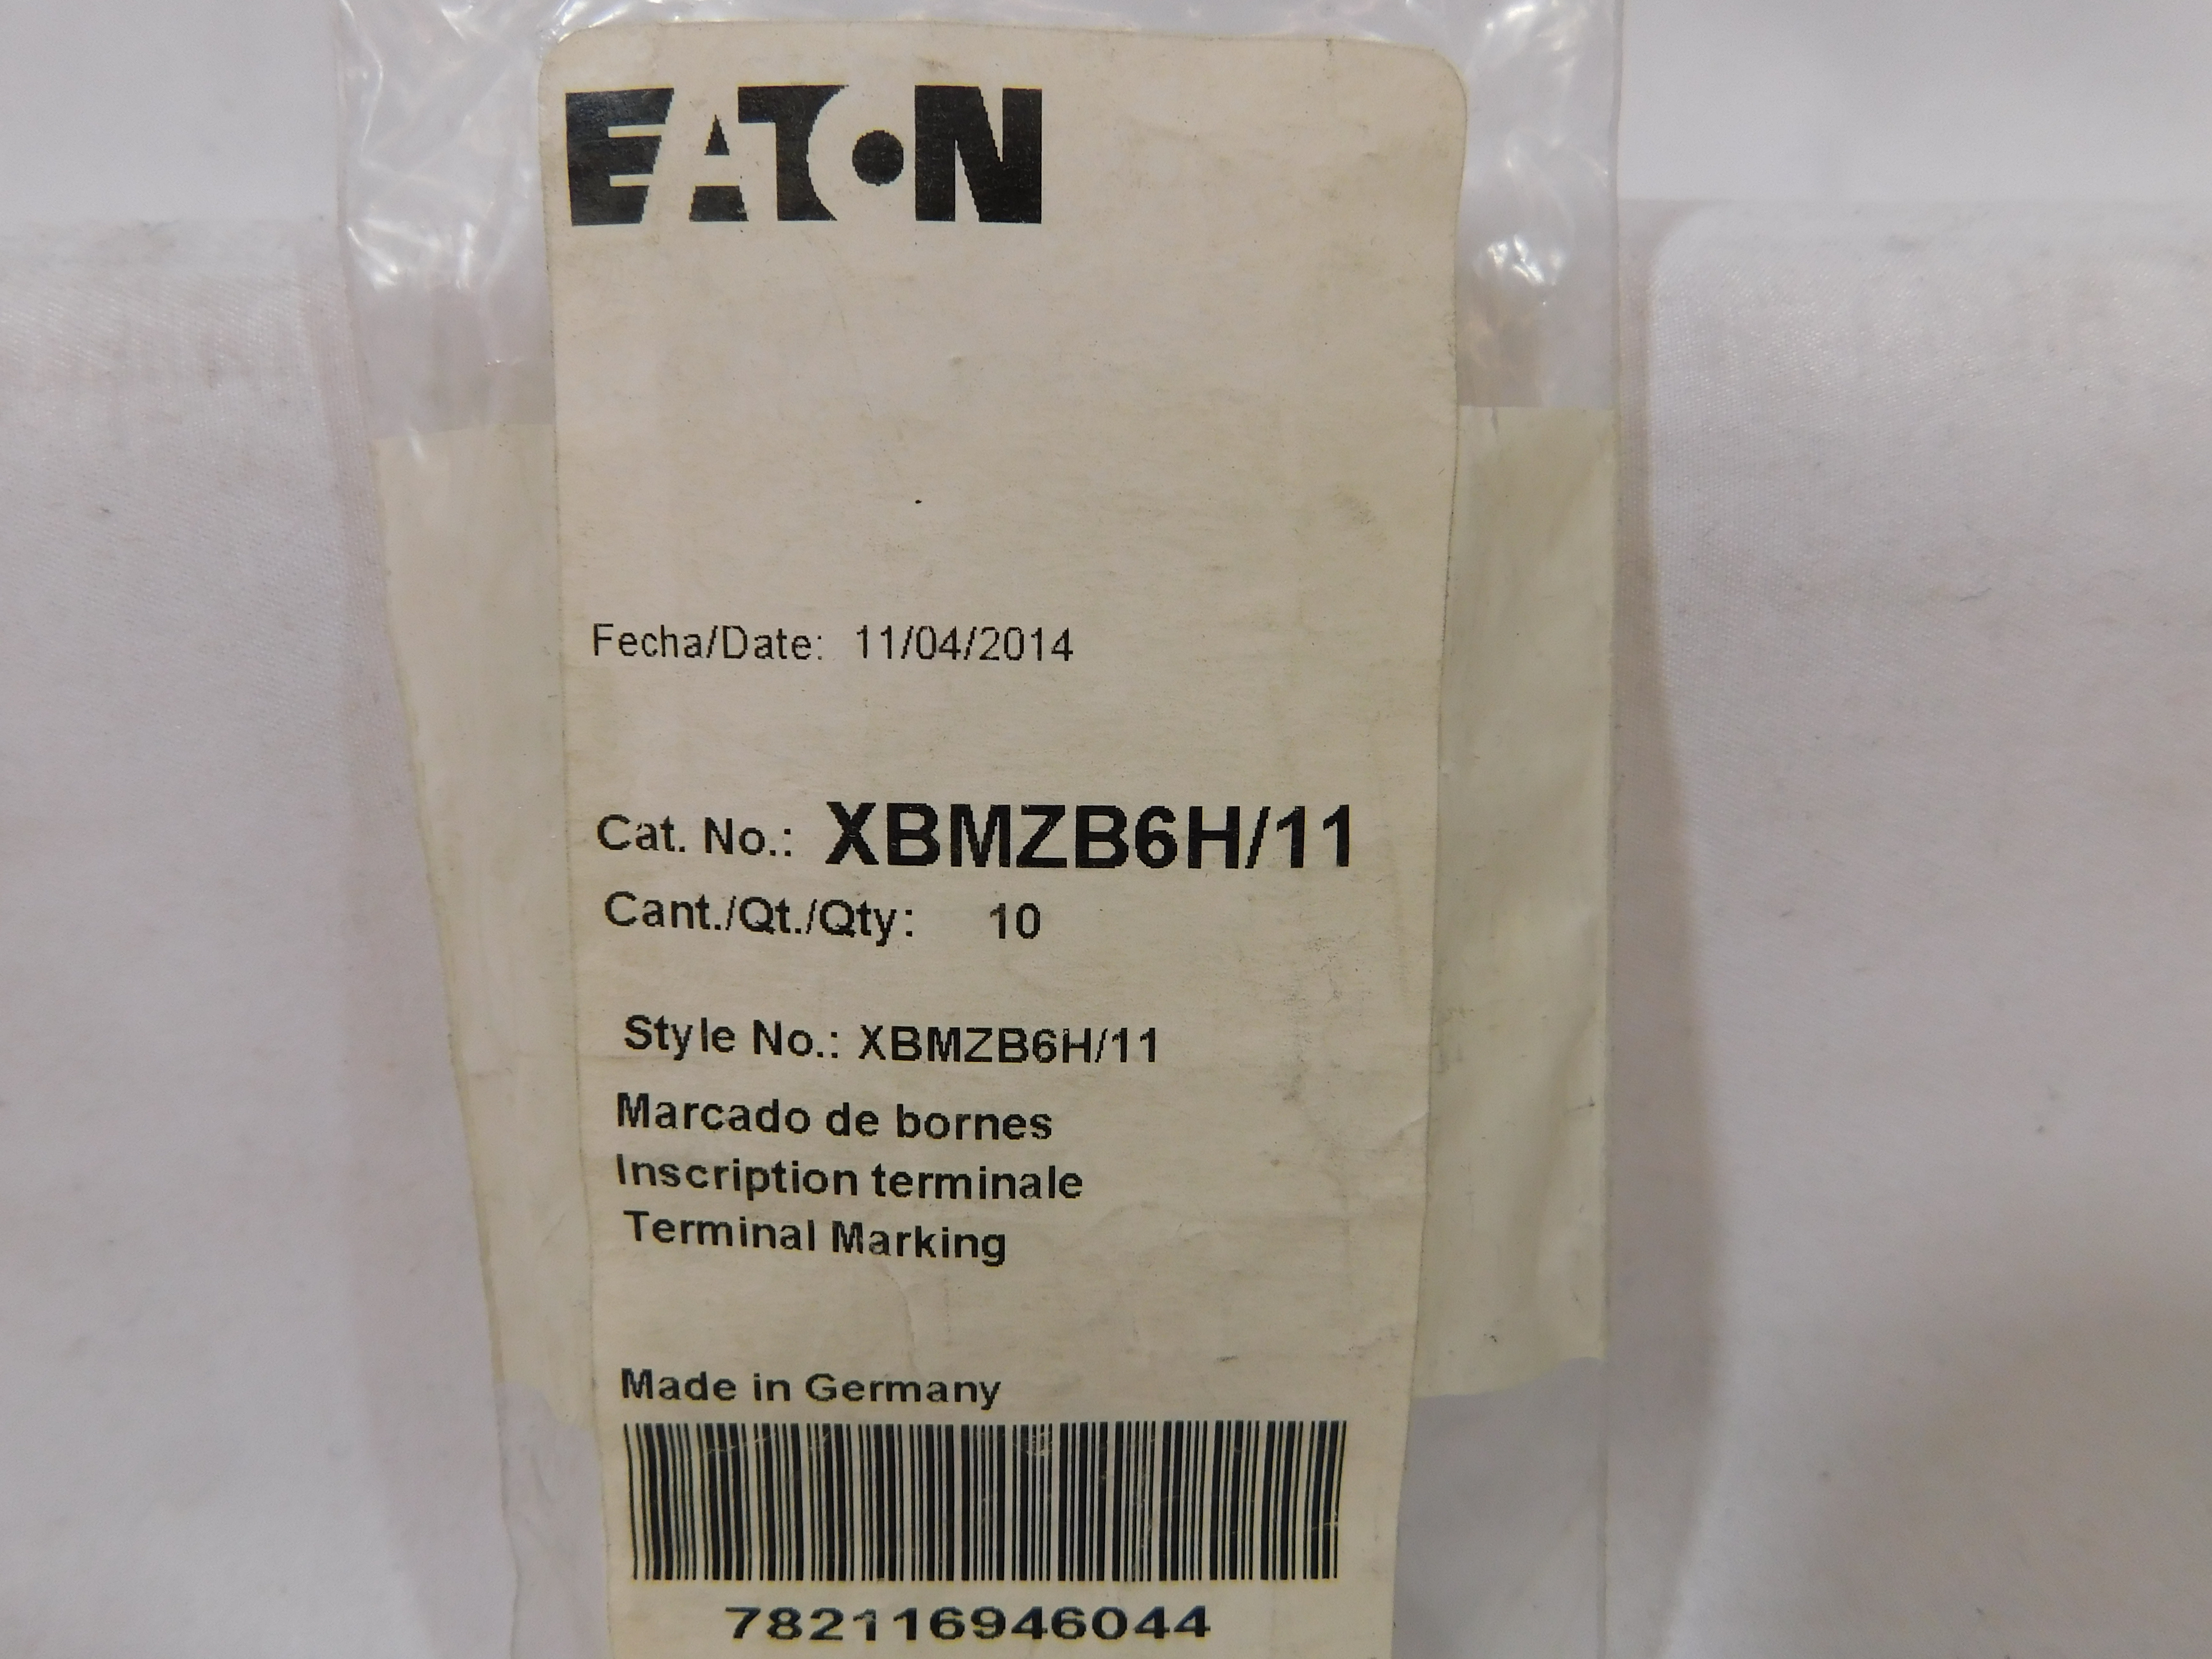 EATON
Fecha/Date: 11/04/2014
Cat. No.: XBMZB6H/11
Cant./Qt./Qty: 10
Style No.: XBMZB6H/11
Marcado de bornes
Inscription terminale
Terminal Marking
Made in Germany
782116946044